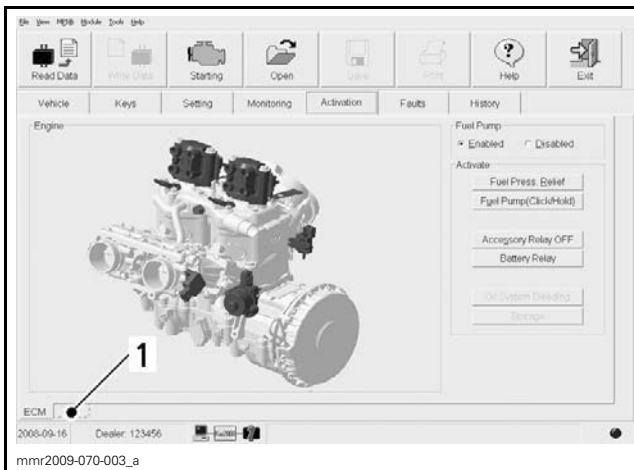 File View MPEM Module Tools Help
Read Data Write Data Starting Open Save Print Help Exit
Vehicle Keys Setting Monitoring Activation Faults History
Engine
Fuel Pump
Enabled Disabled
Activate
Fuel Press. Relief
Fuel Pump(Click/Hold)
Accessory Relay OFF
Battery Relay
Oil System Bleeding
Storage
1
ECM
2008-09-16 Dealer: 123456 Kw2000
mmr2009-070-003_a